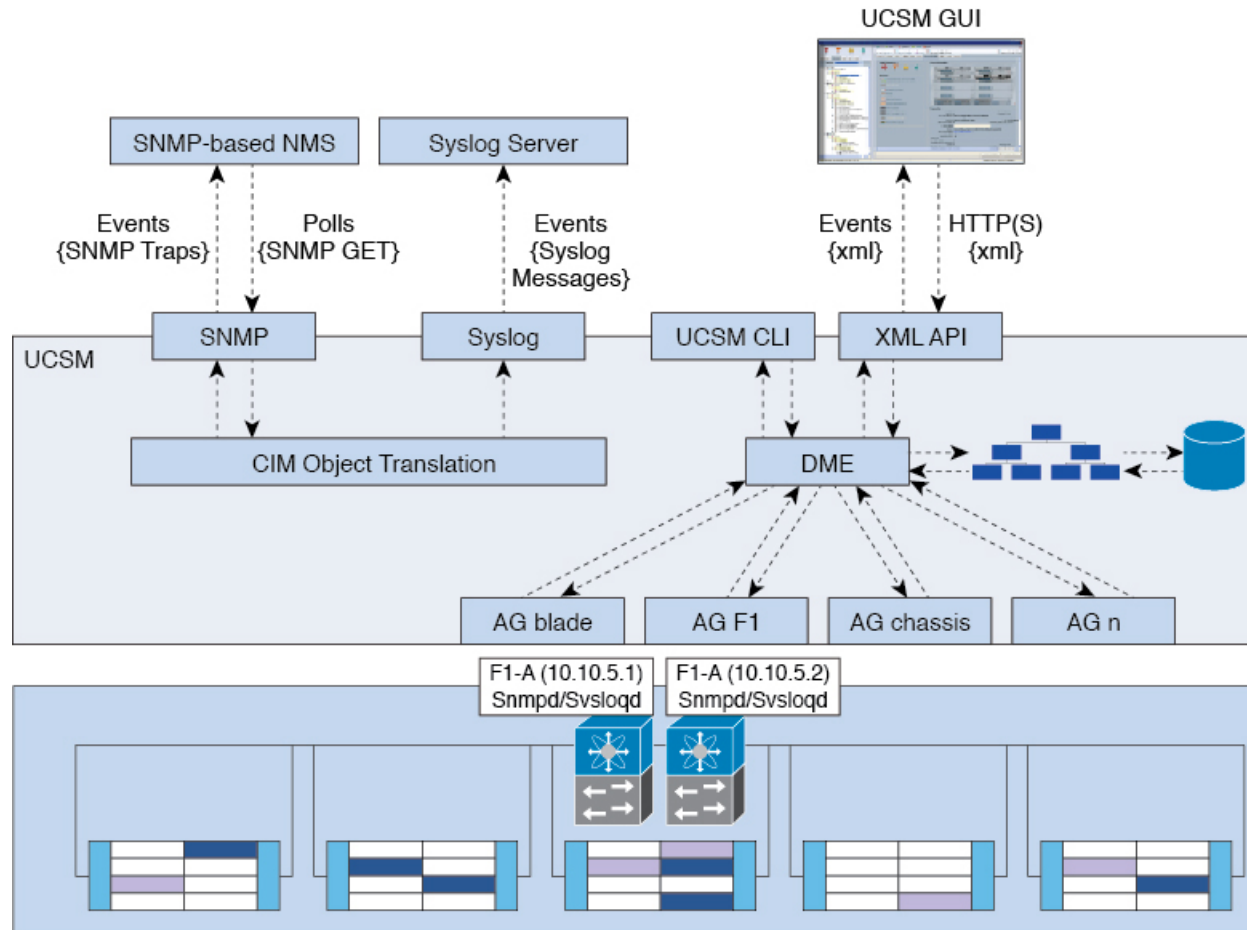 UCSM GUI
SNMP-based NMS
Syslog Server
Events
{SNMP Traps}
Polls
{SNMP GET}
Events
{Syslog
Messages}
Events
{xml}
HTTP(S)
{xml}
SNMP
Syslog
UCSM CLI
XML API
UCSM
CIM Object Translation
DME
AG blade
AG F1
AG chassis
AG n
F1-A (10.10.5.1)
Snmpd/Svsloqd
F1-A (10.10.5.2)
Snmpd/Svsloqd